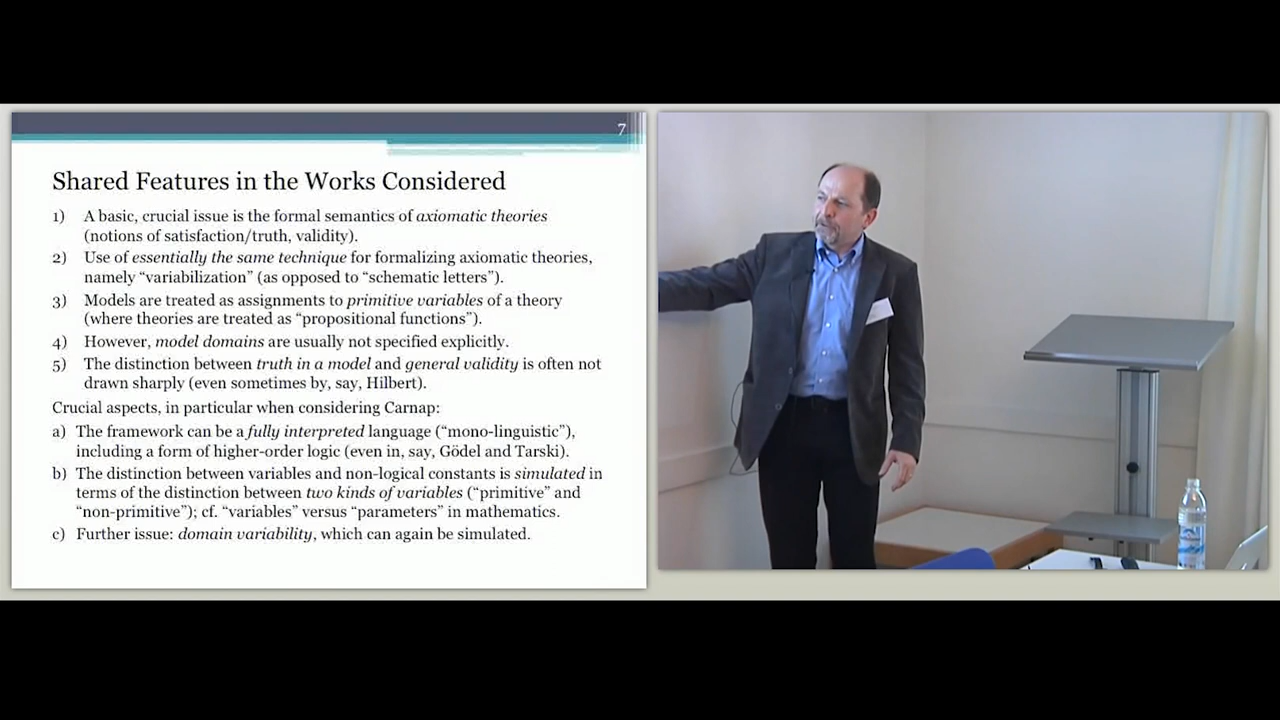 7
Shared Features in the Works Considered
1) A basic, crucial issue is the formal semantics of axiomatic theories
(notions of satisfaction/truth, validity).
2) Use of essentially the same technique for formalizing axiomatic theories,
namely “variabilization” (as opposed to “schematic letters”).
3) Models are treated as assignments to primitive variables of a theory
(where theories are treated as “propositional functions”).
4) However, model domains are usually not specified explicitly.
5) The distinction between truth in a model and general validity is often not
drawn sharply (even sometimes by, say, Hilbert).
Crucial aspects, in particular when considering Carnap:
a) The framework can be a fully interpreted language (“mono-linguistic”),
including a form of higher-order logic (even in, say, Gödel and Tarski).
b) The distinction between variables and non-logical constants is simulated in
terms of the distinction between two kinds of variables (“primitive” and
“non-primitive”); cf. “variables” versus “parameters” in mathematics.
c) Further issue: domain variability, which can again be simulated.